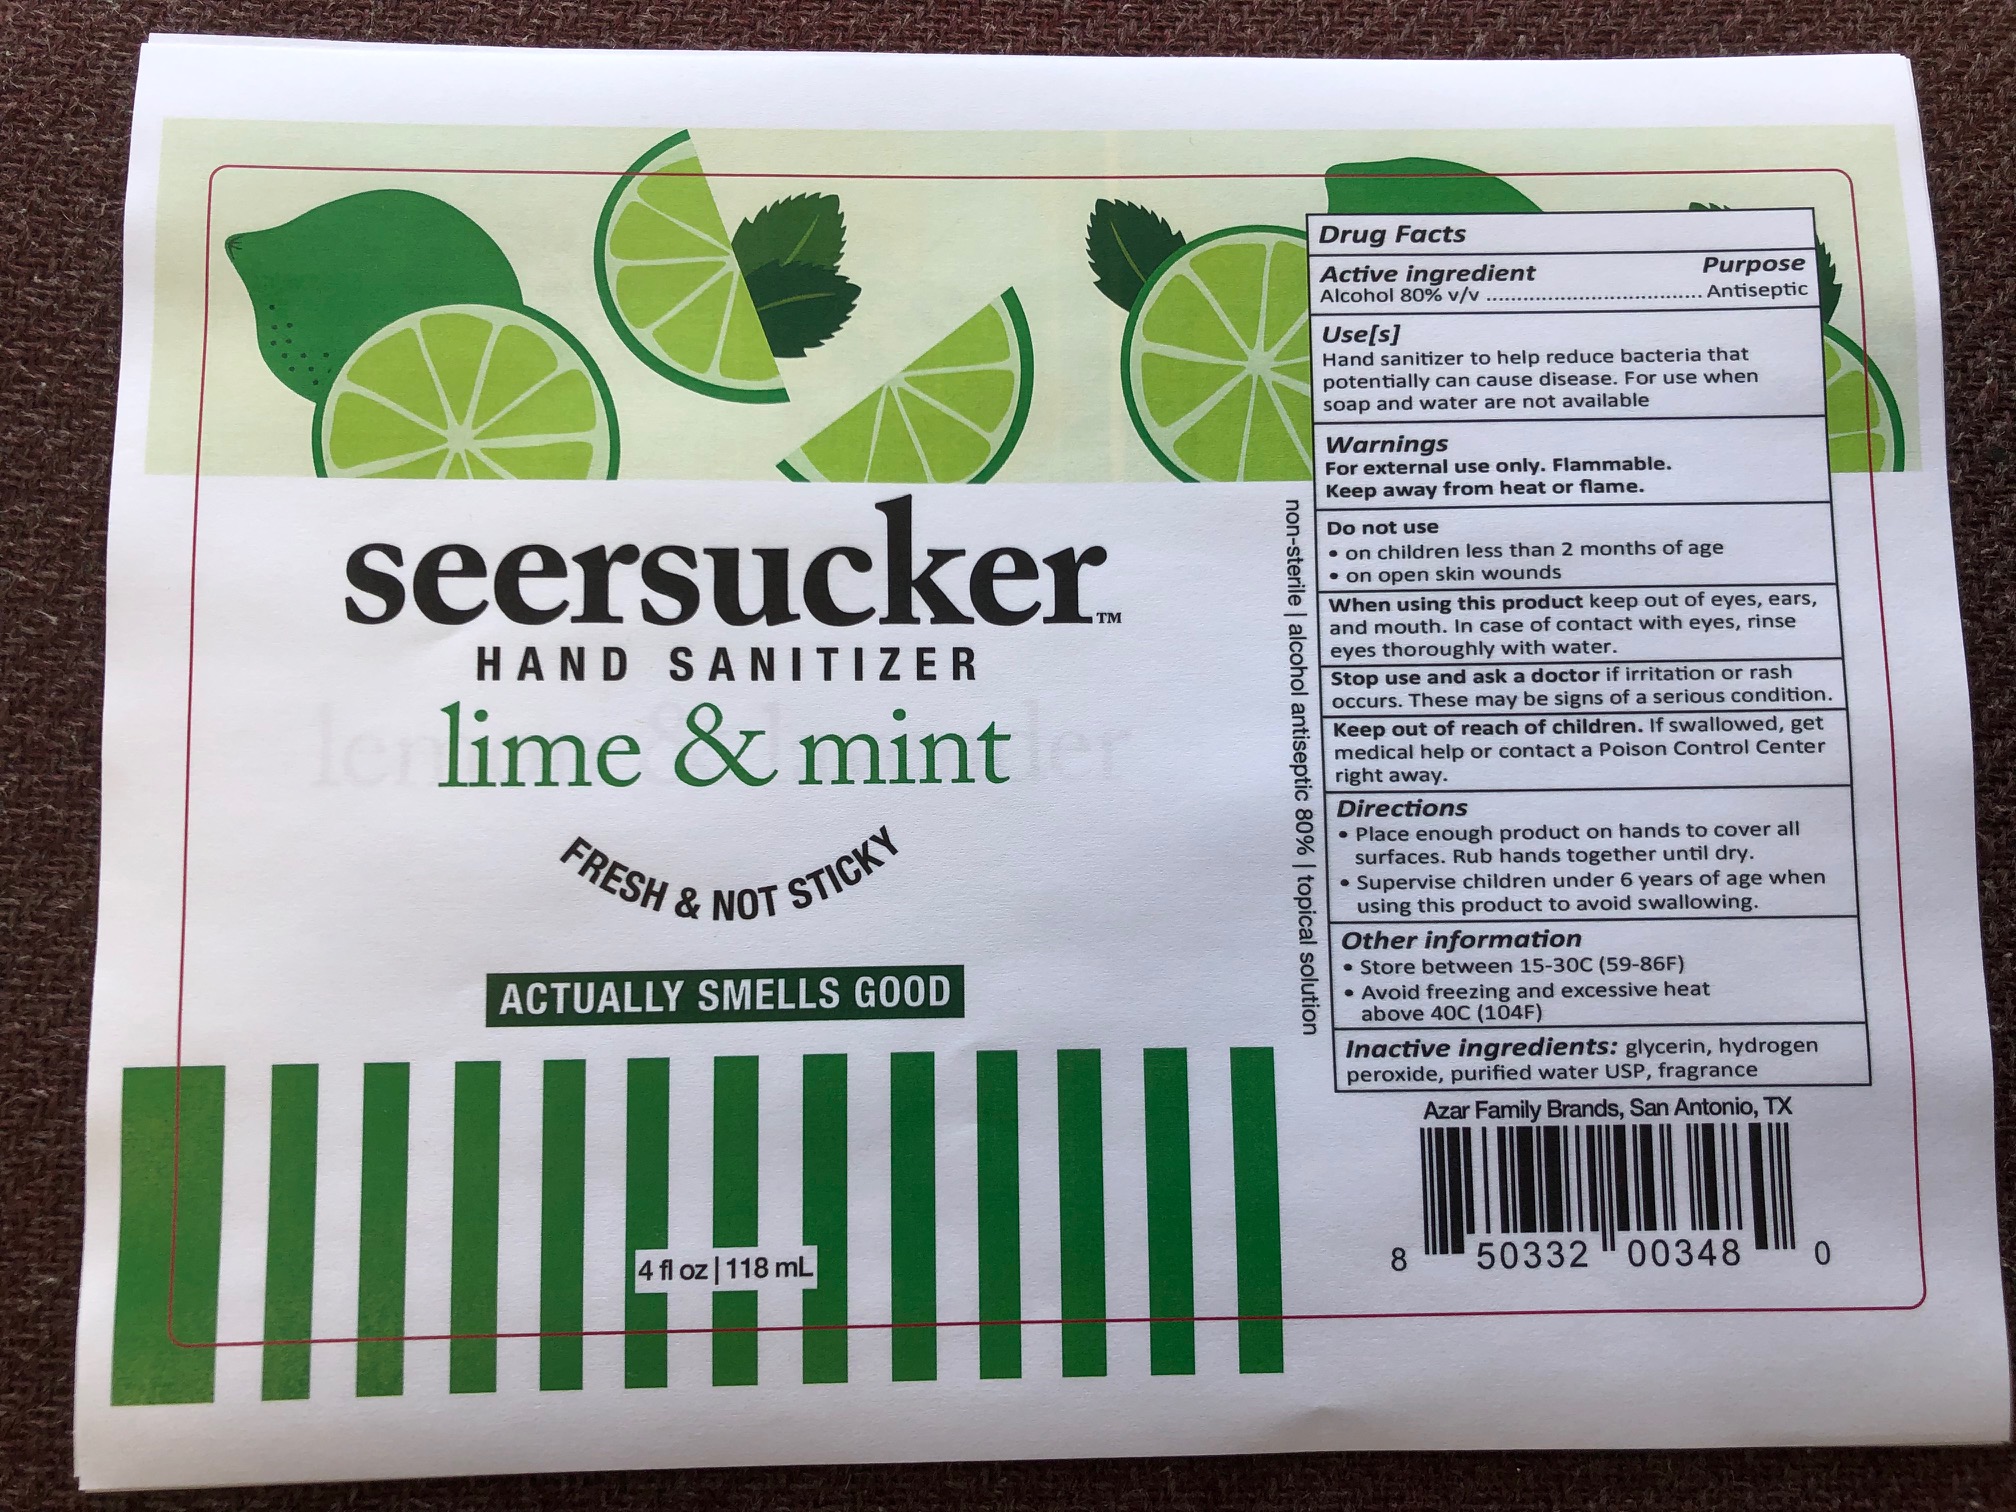 seersucker™
HAND SANITIZER
lime & mint
FRESH & NOT STICKY
ACTUALLY SMELLS GOOD
4 fl oz | 118 mL
non-sterile | alcohol antiseptic 80% | topical solution
Drug Facts
Active ingredient Purpose
Alcohol 80% v/v .................................. Antiseptic
Use[s]
Hand sanitizer to help reduce bacteria that
potentially can cause disease. For use when
soap and water are not available
Warnings
For external use only. Flammable.
Keep away from heat or flame.
Do not use
• on children less than 2 months of age
• on open skin wounds
When using this product keep out of eyes, ears,
and mouth. In case of contact with eyes, rinse
eyes thoroughly with water.
Stop use and ask a doctor if irritation or rash
occurs. These may be signs of a serious condition.
Keep out of reach of children. If swallowed, get
medical help or contact a Poison Control Center
right away.
Directions
• Place enough product on hands to cover all
surfaces. Rub hands together until dry.
• Supervise children under 6 years of age when
using this product to avoid swallowing.
Other information
• Store between 15-30C (59-86F)
• Avoid freezing and excessive heat
above 40C (104F)
Inactive ingredients: glycerin, hydrogen
peroxide, purified water USP, fragrance
Azar Family Brands, San Antonio, TX
8 50332 00348 0